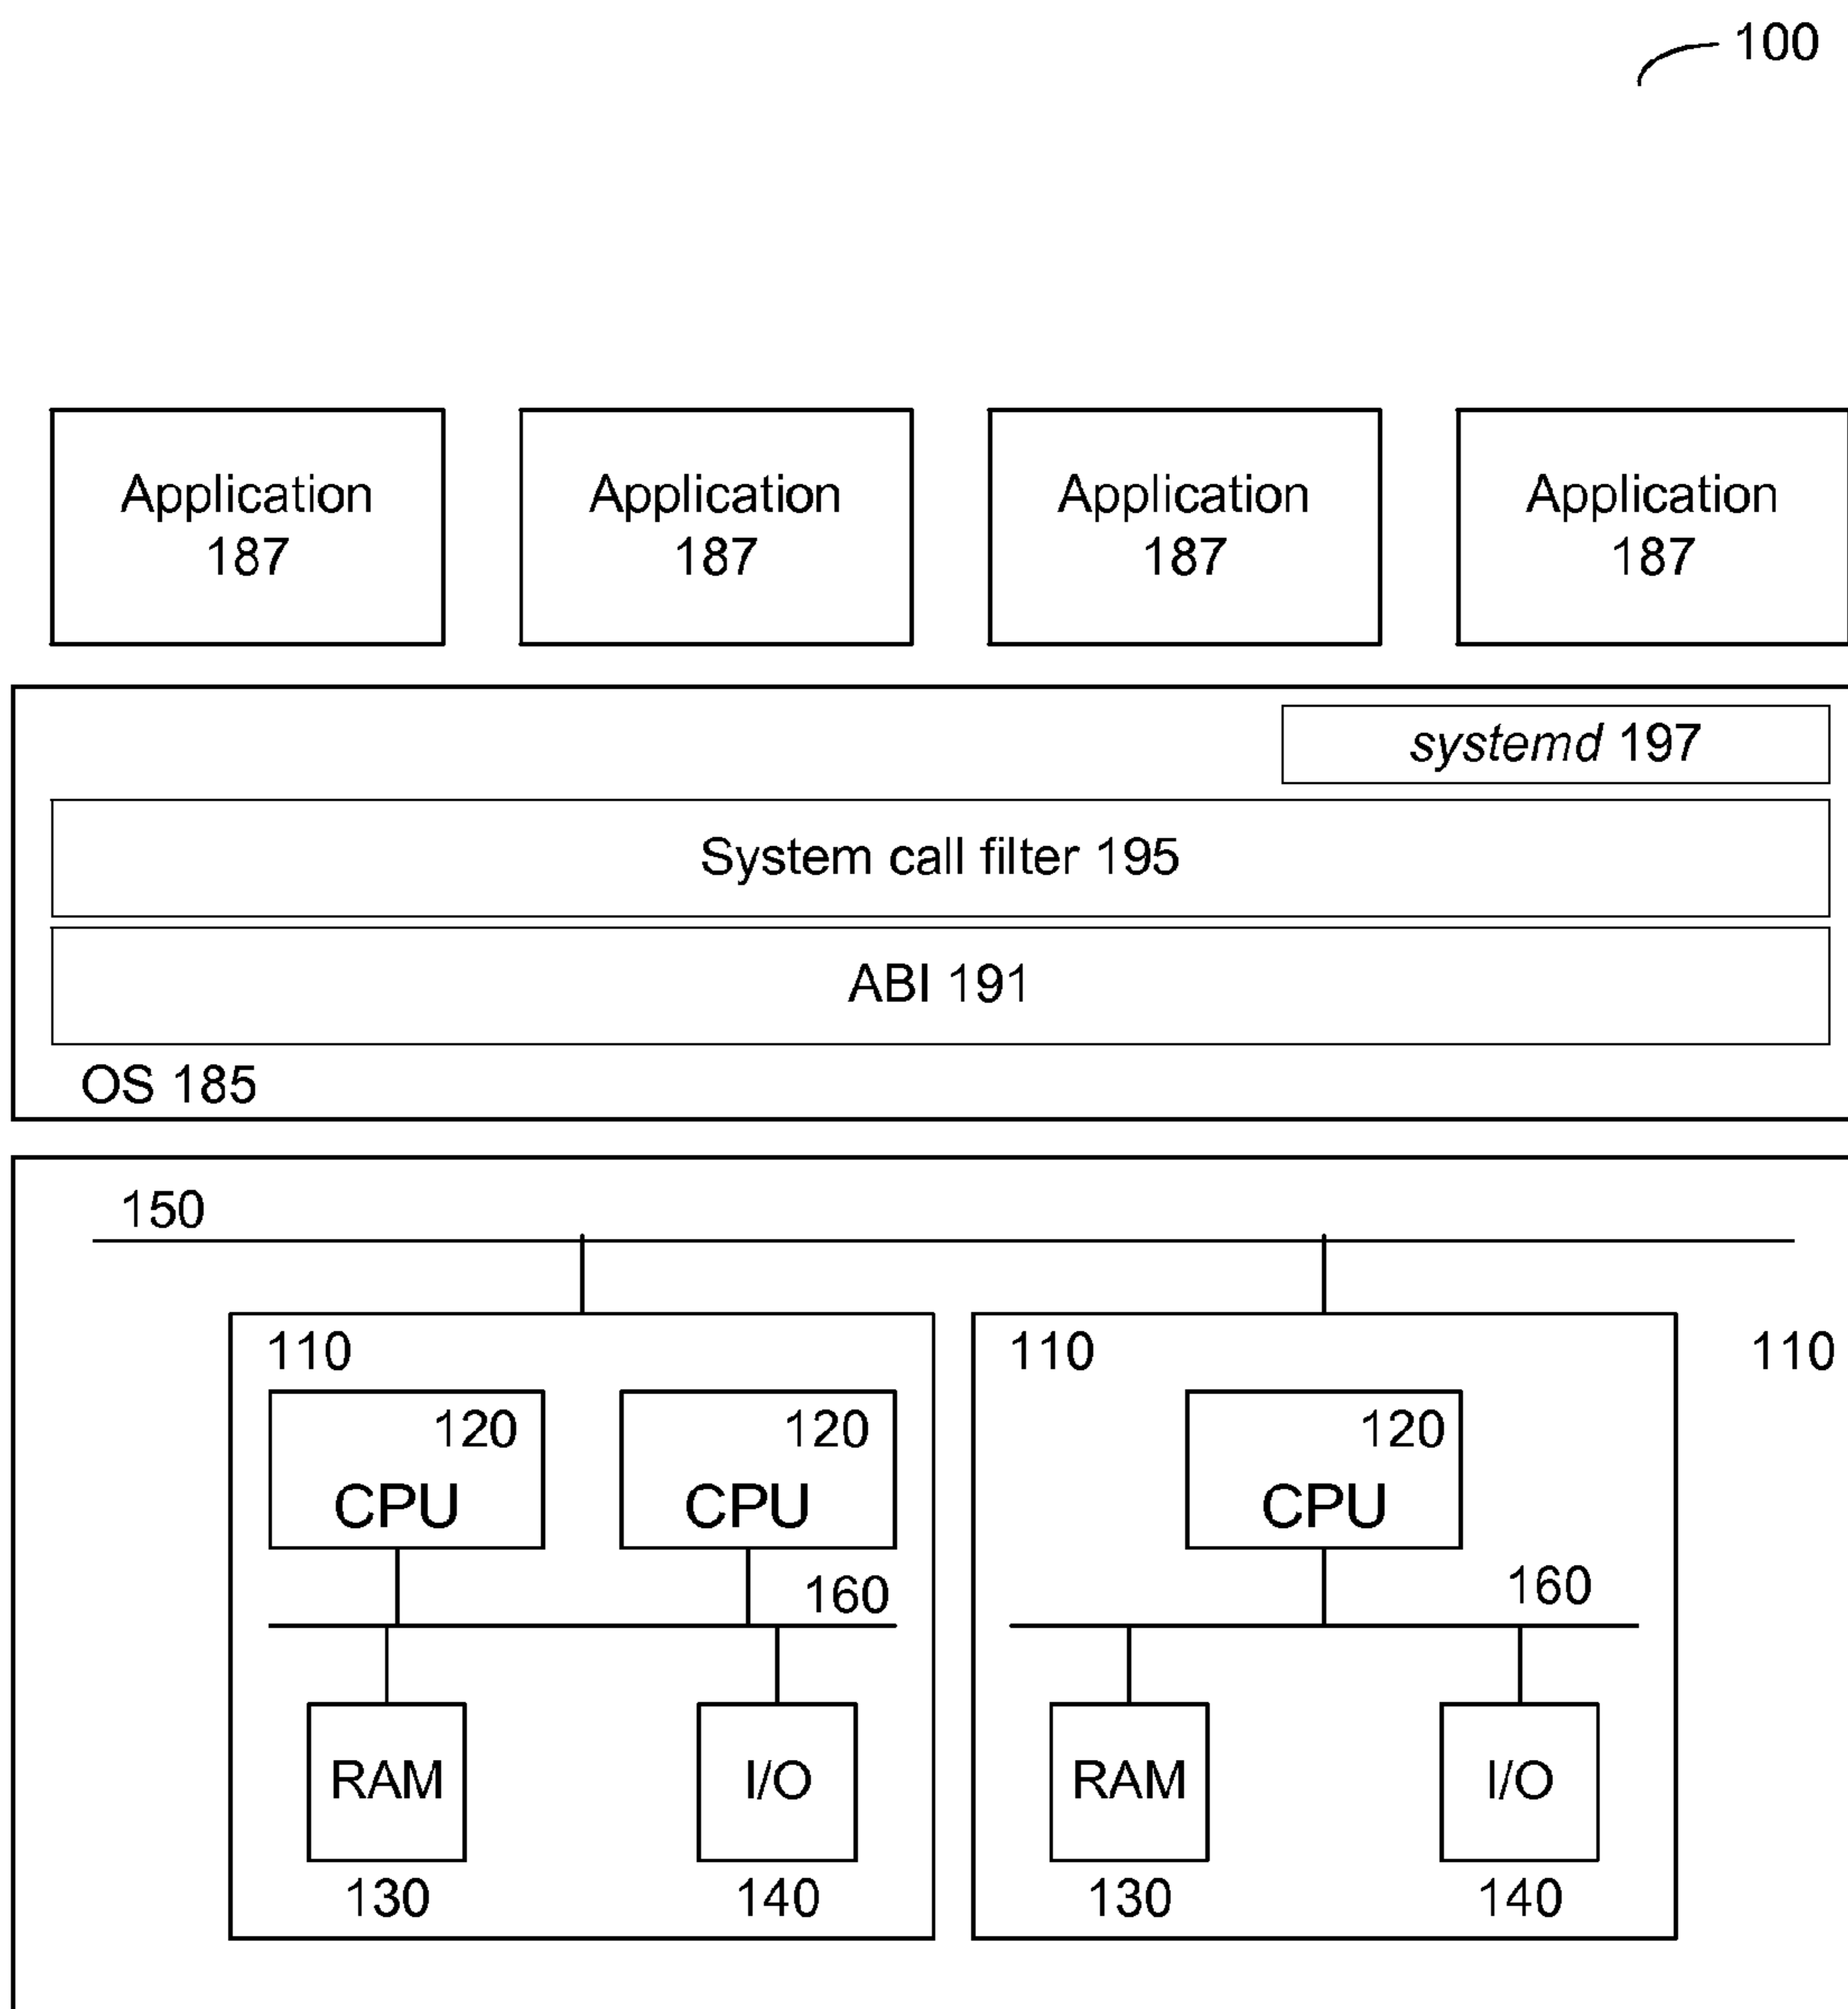 100
Application
187
Application
187
Application
187
Application
187
systemd 197
System call filter 195
ABI 191
OS 185
150
110
110
110
120
CPU
120
CPU
120
CPU
160
160
RAM
I/O
RAM
I/O
130
140
130
140